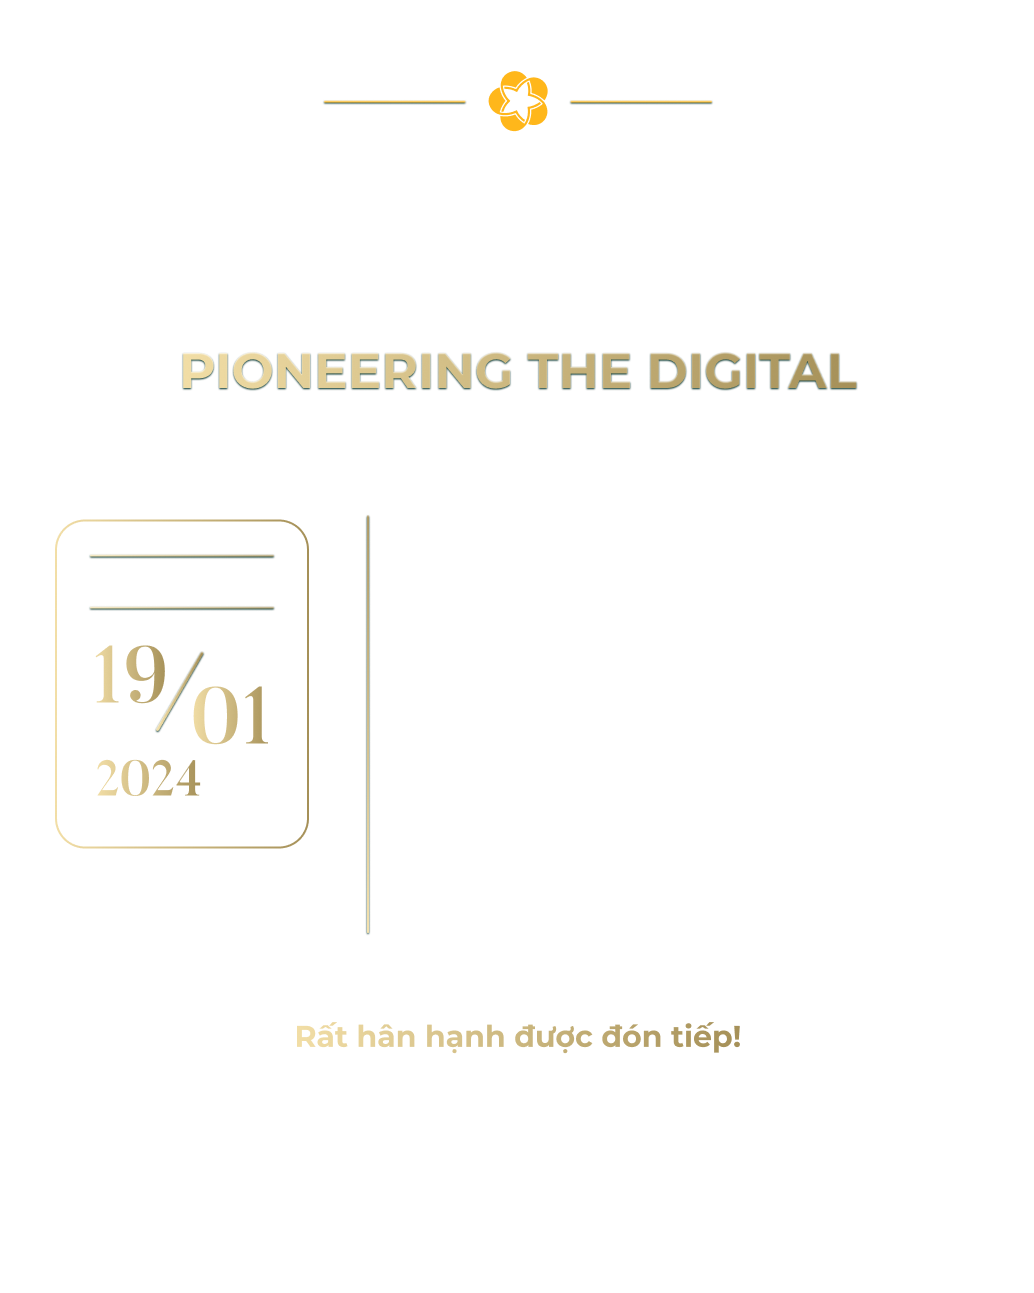 PIONEERING THE DIGITAL
19/01
2024
Rất hân hạnh được đón tiếp!